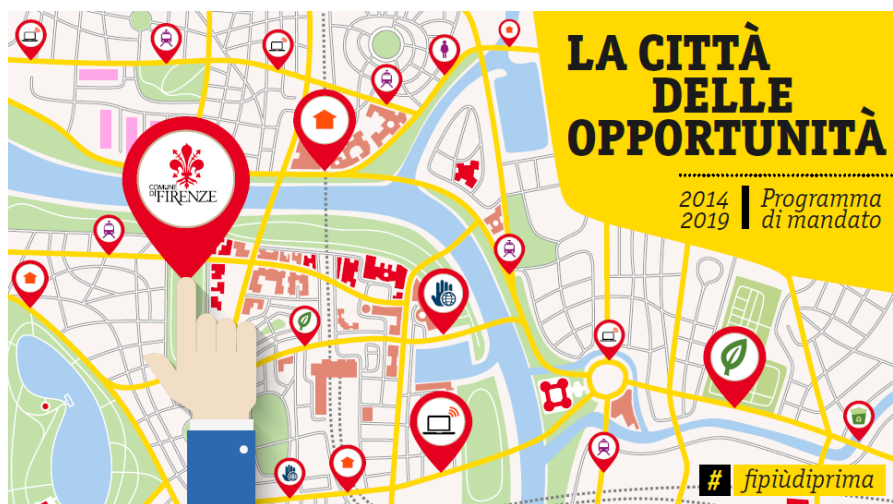 LA CITTÀ
DELLE
OPPORTUNITÀ
2014
2019
Programma
di mandato
COMUNE
DI FIRENZE
# fipiùdiprima